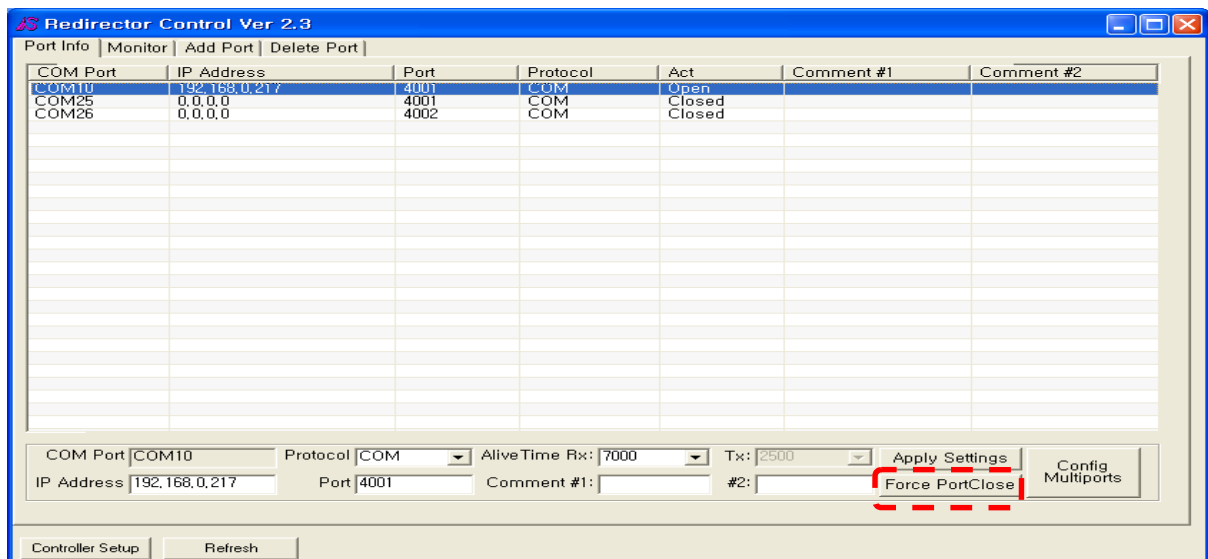 Redirector Control Ver 2.3
Port Info Monitor Add Port Delete Port
COM Port IP Address Port Protocol Act Comment #1 Comment #2
COM10 192,168,0,217 4001 COM Open
COM25 0,0,0,0 4001 COM Closed
COM26 0,0,0,0 4002 COM Closed
COM Port COM10 Protocol COM AliveTime Rx: 7000 Tx: 2500 Apply Settings Config Multiports
IP Address 192,168,0,217 Port 4001 Comment #1: #2: Force PortClose
Controller Setup Refresh